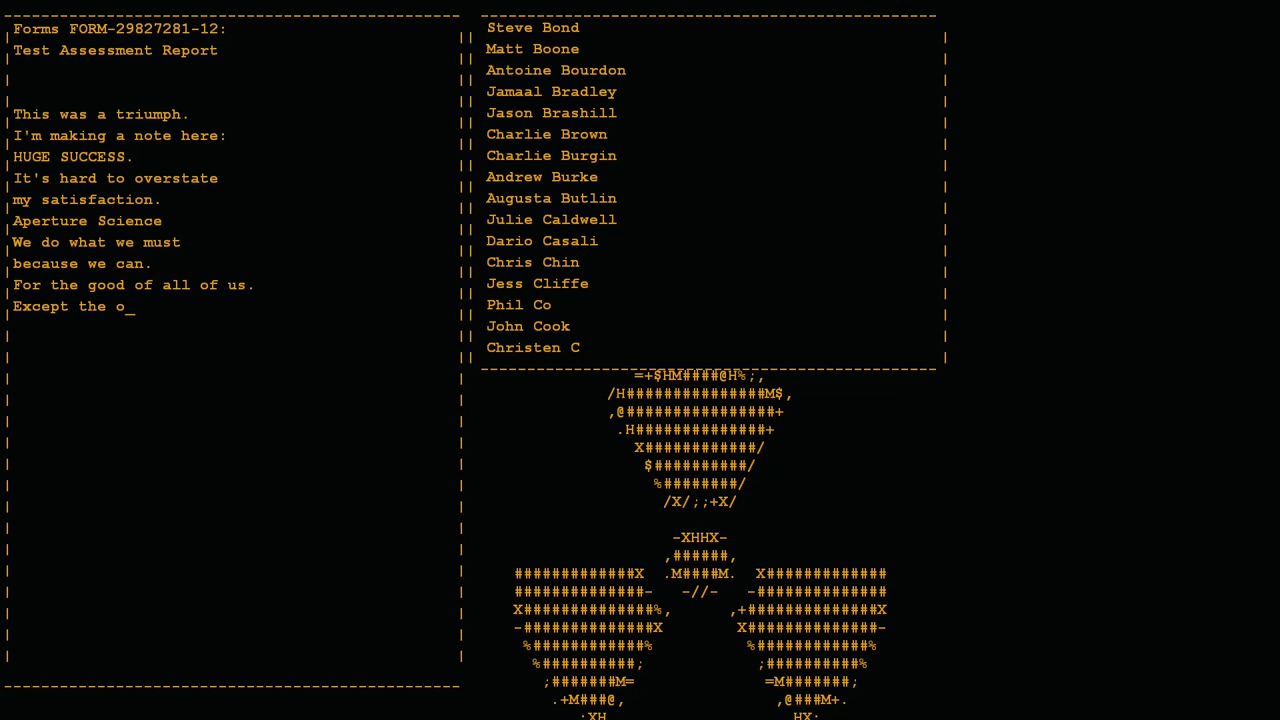 Forms FORM-29827281-12:
Test Assessment Report
This was a triumph.
I'm making a note here:
HUGE SUCCESS.
It's hard to overstate
my satisfaction.
Aperture Science
We do what we must
because we can.
For the good of all of us.
Except the o_
Steve Bond
Matt Boone
Antoine Bourdon
Jamaal Bradley
Jason Brashill
Charlie Brown
Charlie Burgin
Andrew Burke
Augusta Butlin
Julie Caldwell
Dario Casali
Chris Chin
Jess Cliffe
Phil Co
John Cook
Christen C